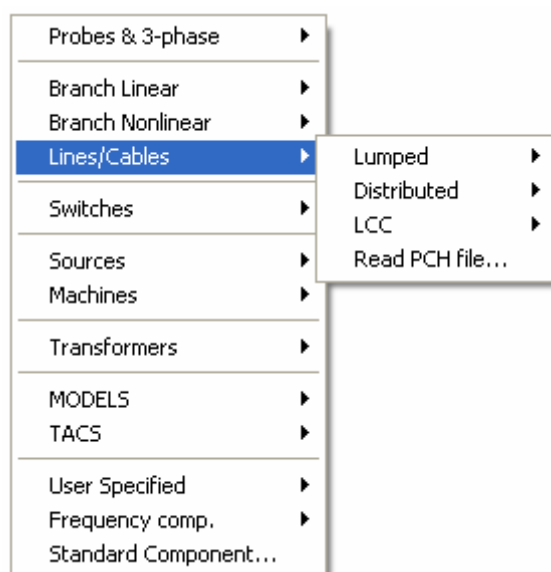 Probes & 3-phase
Branch Linear
Branch Nonlinear
Lines/Cables
Switches
Sources
Machines
Transformers
MODELS
TACS
User Specified
Frequency comp.
Standard Component...
Lumped
Distributed
LCC
Read PCH file...